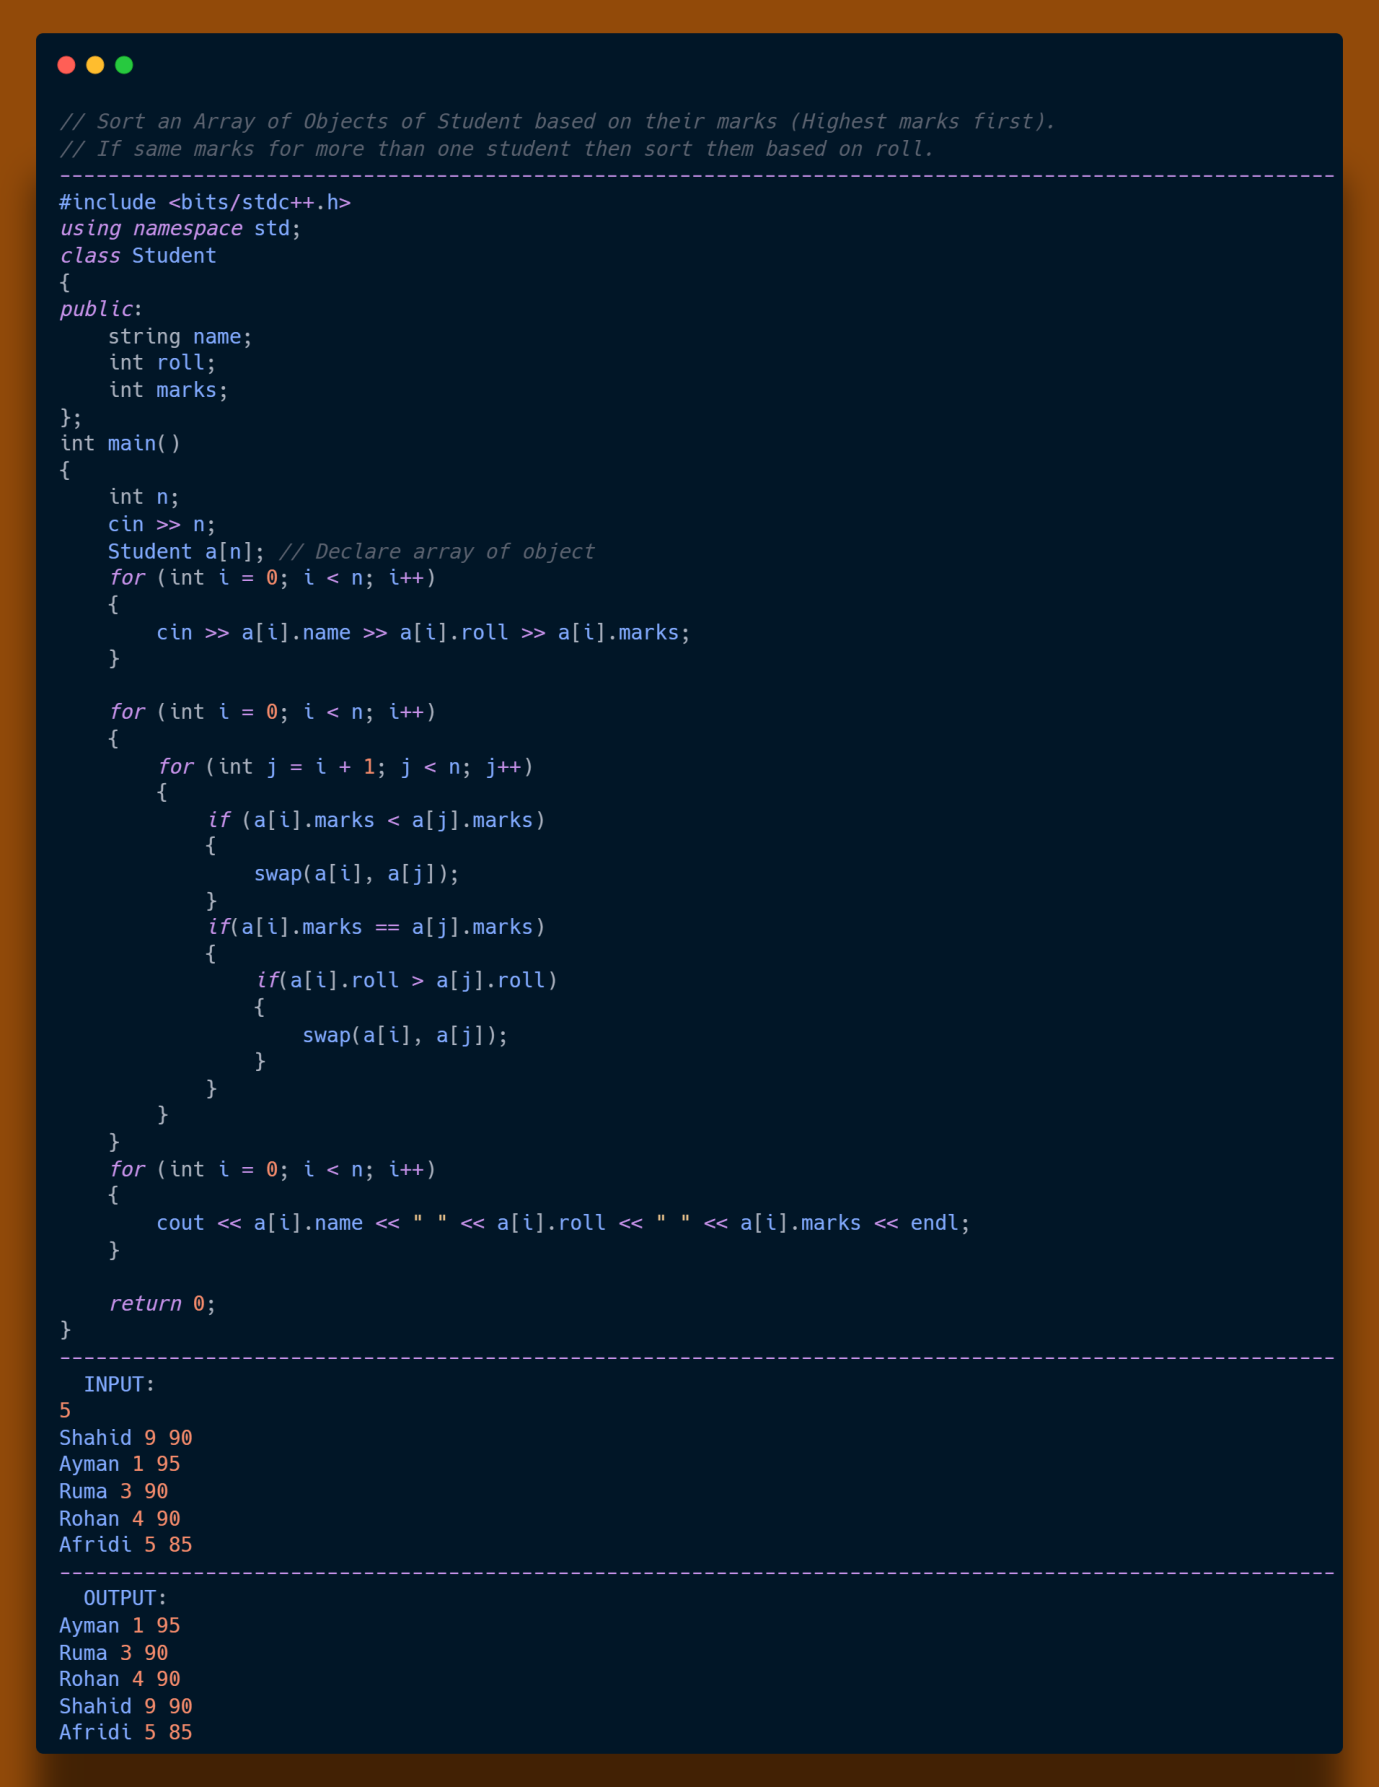 // Sort an Array of Objects of Student based on their marks (Highest marks first).
// If same marks for more than one student then sort them based on roll.
---------------------------------------------------------------------------------------------------------
#include <bits/stdc++.h>
using namespace std;
class Student
{
public:
    string name;
    int roll;
    int marks;
};
int main()
{
    int n;
    cin >> n;
    Student a[n]; // Declare array of object
    for (int i = 0; i < n; i++)
    {
        cin >> a[i].name >> a[i].roll >> a[i].marks;
    }

    for (int i = 0; i < n; i++)
    {
        for (int j = i + 1; j < n; j++)
        {
            if (a[i].marks < a[j].marks)
            {
                swap(a[i], a[j]);
            }
            if(a[i].marks == a[j].marks)
            {
                if(a[i].roll > a[j].roll)
                {
                    swap(a[i], a[j]);
                }
            }
        }
    }
    for (int i = 0; i < n; i++)
    {
        cout << a[i].name << " " << a[i].roll << " " << a[i].marks << endl;
    }

    return 0;
}
---------------------------------------------------------------------------------------------------------
  INPUT:
5
Shahid 9 90
Ayman 1 95
Ruma 3 90
Rohan 4 90
Afridi 5 85
---------------------------------------------------------------------------------------------------------
  OUTPUT:
Ayman 1 95
Ruma 3 90
Rohan 4 90
Shahid 9 90
Afridi 5 85